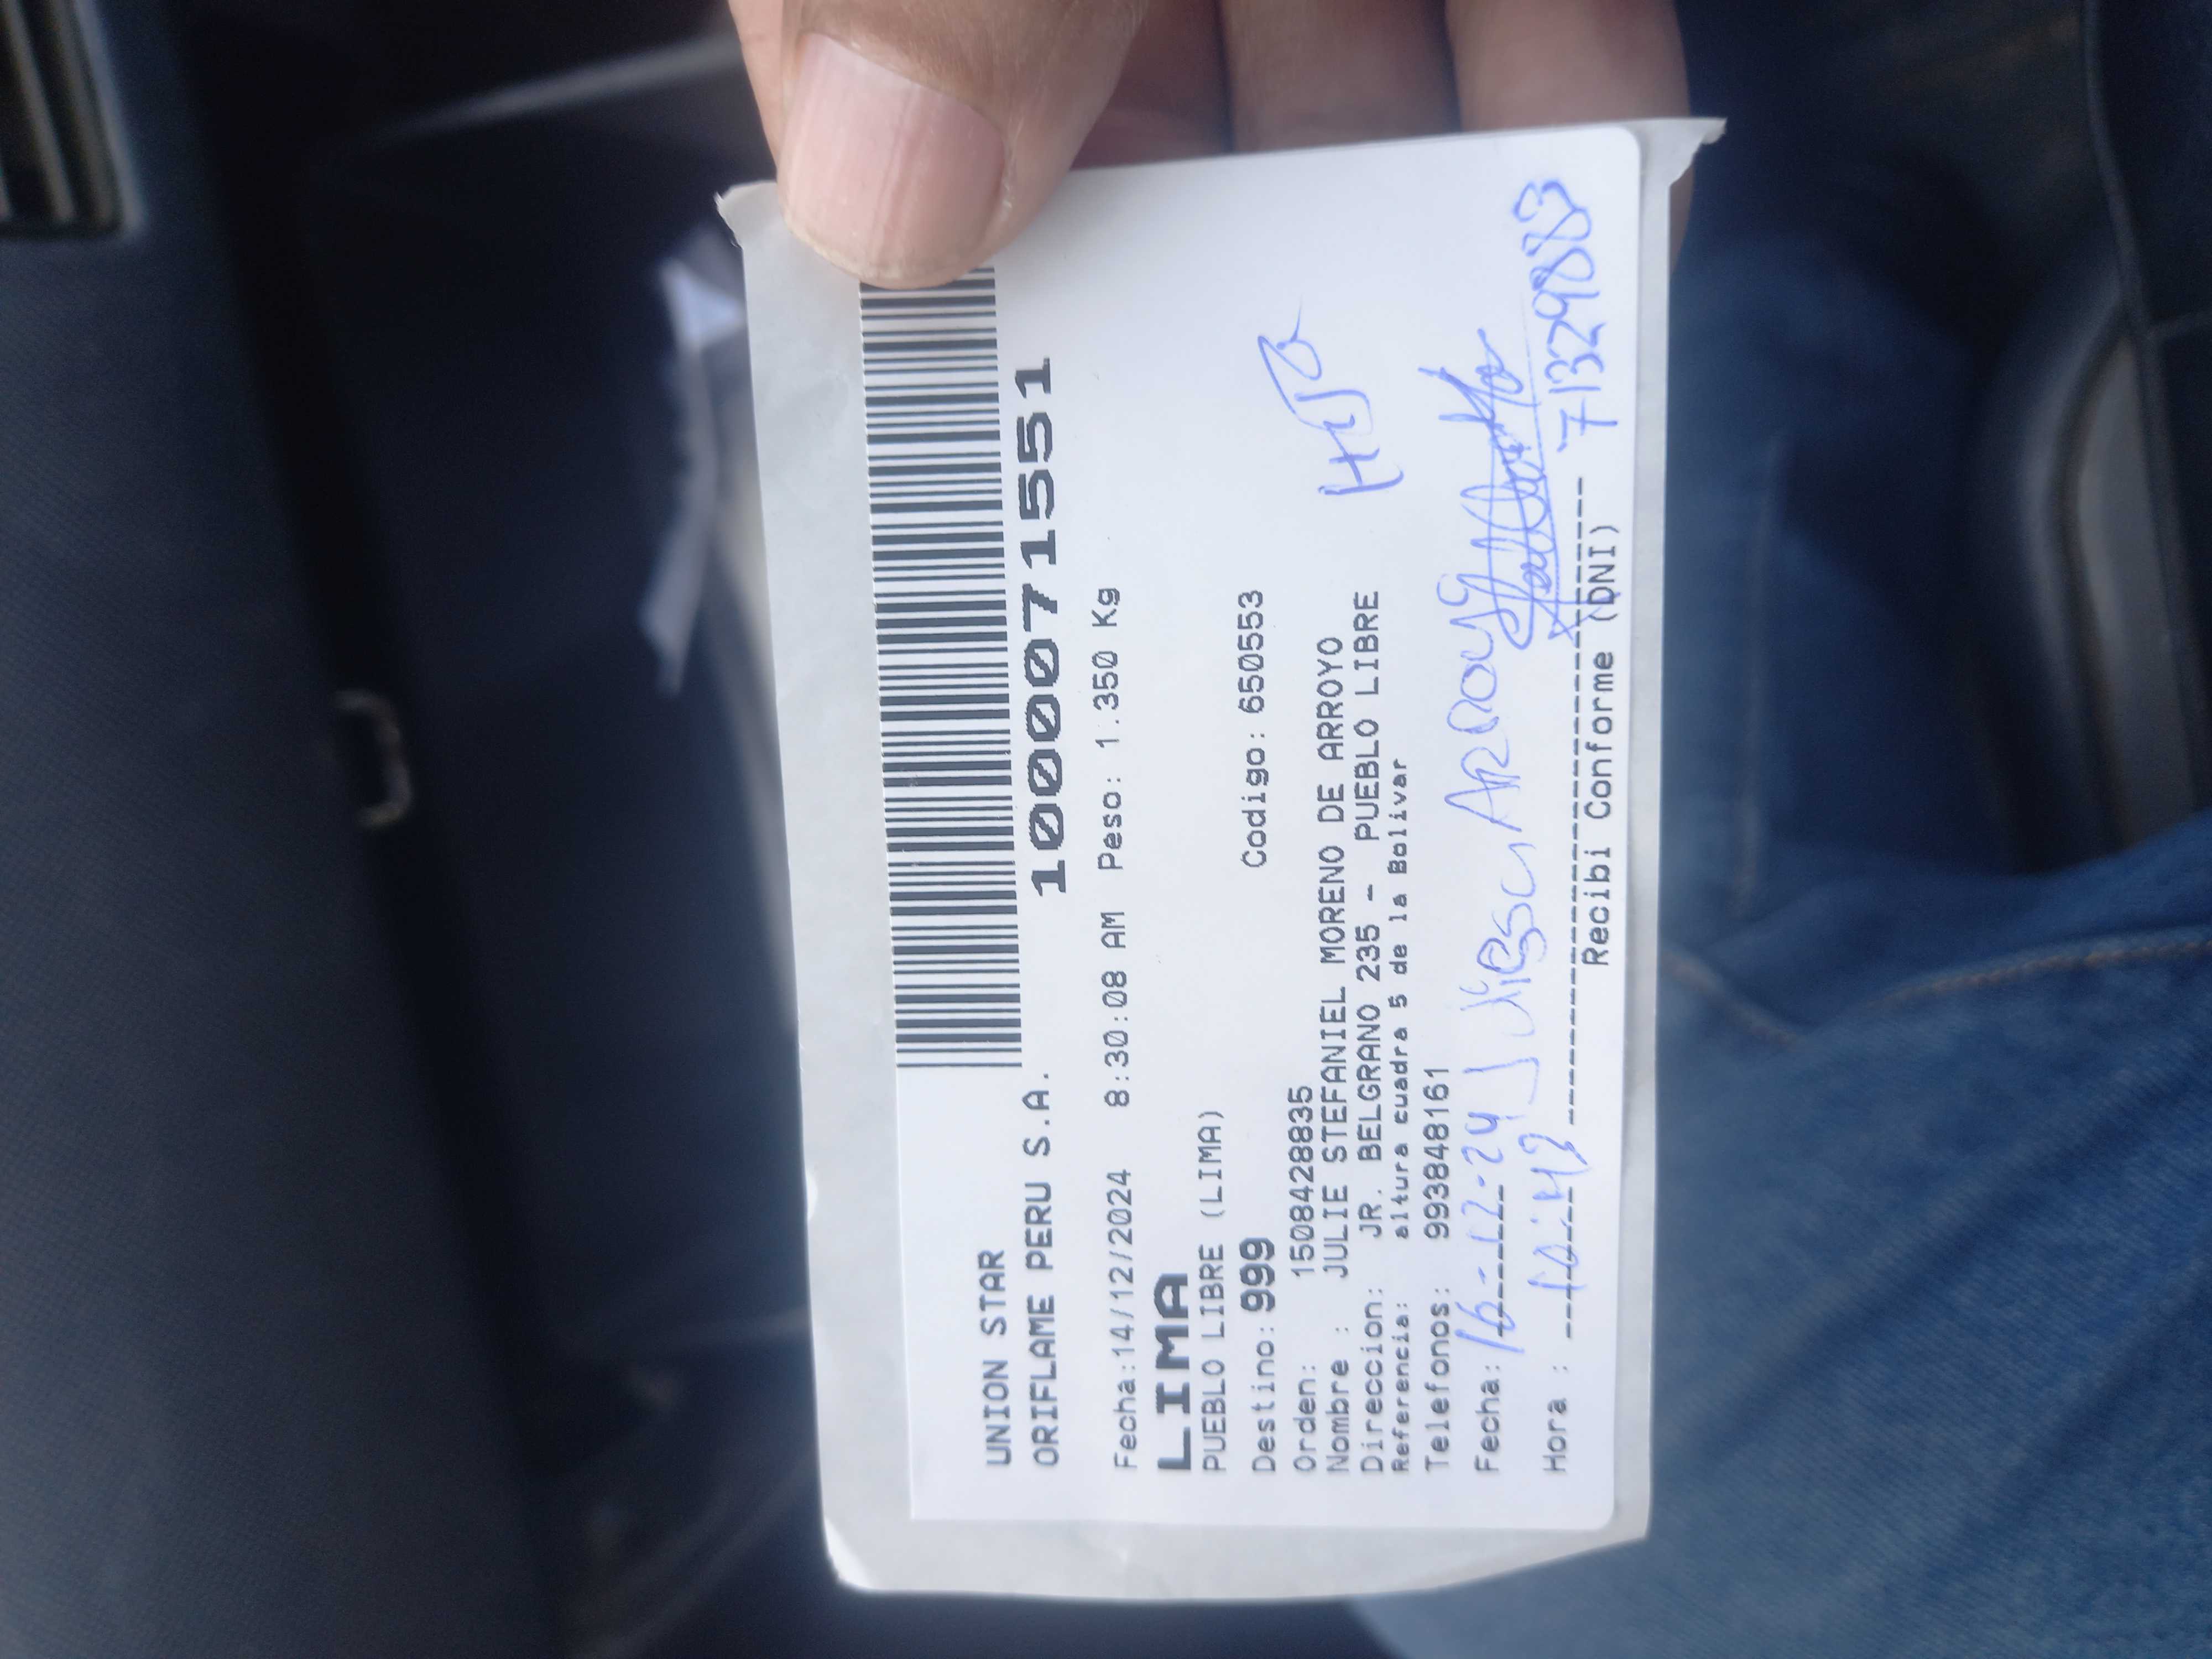 UNION STAR
ORIFLAME PERU S.A.
10000071551
Fecha:14/12/2024 8:30:08 AM Peso: 1.350 Kg
LIMA
PUEBLO LIBRE (LIMA)
Destino: 999 Codigo: 650553
Orden: 1508428835
Nombre : JULIE STEFANIEL MORENO DE ARROYO
Direccion: JR. BELGRANO 235 - PUEBLO LIBRE
Referencia: altura cuadra 5 de la Bolivar
Telefonos: 993848161
Fecha: 16-12-24
Hora :
71329883
Recibi Conforme (DNI)